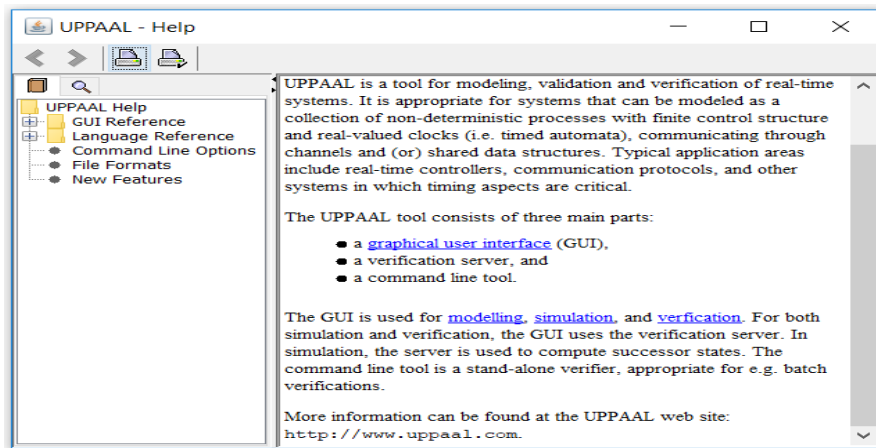 UPPAAL - Help
UPPAAL Help
GUI Reference
Language Reference
Command Line Options
File Formats
New Features
UPPAAL is a tool for modeling, validation and verification of real-time
systems. It is appropriate for systems that can be modeled as a
collection of non-deterministic processes with finite control structure
and real-valued clocks (i.e. timed automata), communicating through
channels and (or) shared data structures. Typical application areas
include real-time controllers, communication protocols, and other
systems in which timing aspects are critical.
The UPPAAL tool consists of three main parts:
a graphical user interface (GUI),
a verification server, and
a command line tool.
The GUI is used for modelling, simulation, and verfication. For both
simulation and verification, the GUI uses the verification server. In
simulation, the server is used to compute successor states. The
command line tool is a stand-alone verifier, appropriate for e.g. batch
verifications.
More information can be found at the UPPAAL web site:
http://www.uppaal.com.